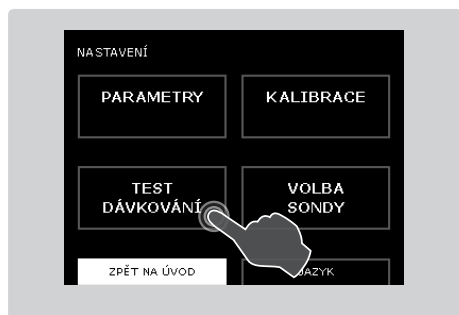 NASTAVENÍ
PARAMETRY
KALIBRACE
TEST
DÁVKOVÁNÍ
VOLBA
SONDY
ZPĚT NA ÚVOD
JAZYK